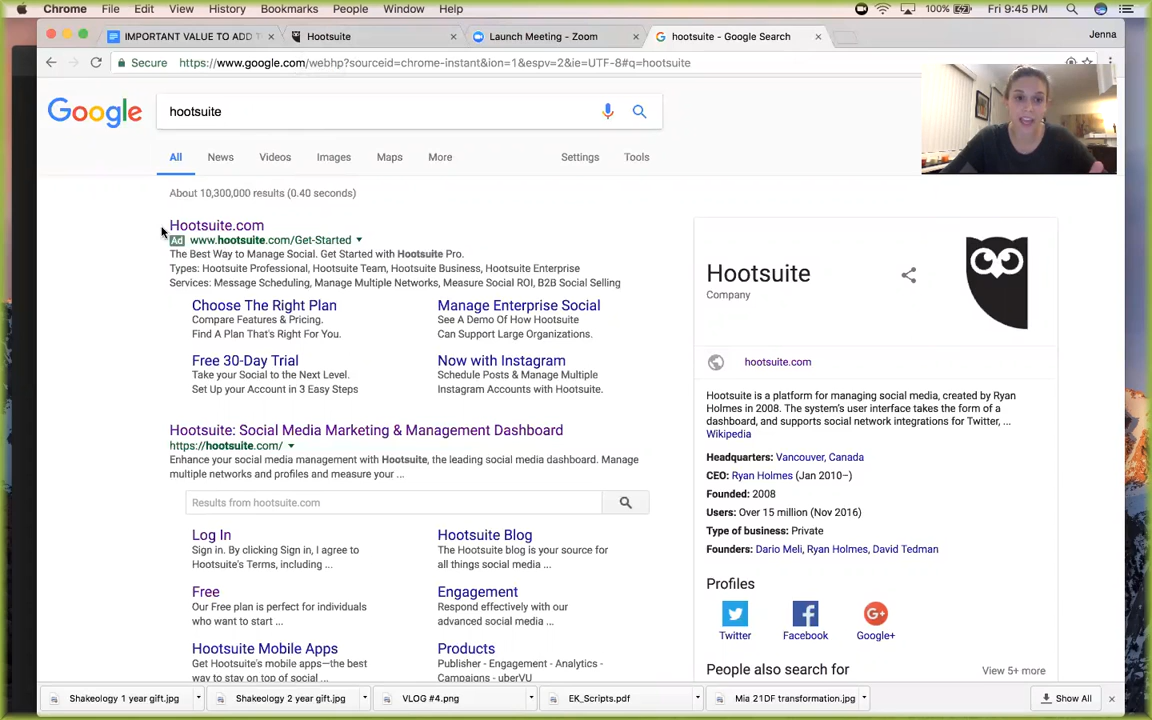 Chrome File Edit View History Bookmarks People Window Help 100% Fri 9:45 PM
IMPORTANT VALUE TO ADD T Hootsuite Launch Meeting - Zoom hootsuite - Google Search Jenna
Secure https://www.google.com/webhp?sourceid=chrome-instant&ion=1&espv=2&ie=UTF-8#q=hootsuite
Google hootsuite
All News Videos Images Maps More Settings Tools
About 10,300,000 results (0.40 seconds)
Hootsuite.com
Ad www.hootsuite.com/Get-Started
The Best Way to Manage Social. Get Started with Hootsuite Pro.
Types: Hootsuite Professional, Hootsuite Team, Hootsuite Business, Hootsuite Enterprise
Services: Message Scheduling, Manage Multiple Networks, Measure Social ROI, B2B Social Selling
Choose The Right Plan
Compare Features & Pricing.
Find A Plan That's Right For You.
Manage Enterprise Social
See A Demo Of How Hootsuite
Can Support Large Organizations.
Free 30-Day Trial
Take your Social to the Next Level.
Set Up your Account in 3 Easy Steps
Now with Instagram
Schedule Posts & Manage Multiple
Instagram Accounts with Hootsuite.
Hootsuite: Social Media Marketing & Management Dashboard
https://hootsuite.com/
Enhance your social media management with Hootsuite, the leading social media dashboard. Manage
multiple networks and profiles and measure your ...
Results from hootsuite.com
Log In
Sign in. By clicking Sign in, I agree to
Hootsuite's Terms, including ...
Hootsuite Blog
The Hootsuite blog is your source for
all things social media ...
Free
Our Free plan is perfect for individuals
who want to start ...
Engagement
Respond effectively with our
advanced social media ...
Hootsuite Mobile Apps
Get Hootsuite's mobile apps—the best
way to stay on top of social ...
Products
Publisher - Engagement - Analytics -
Campaigns - uberVU
Hootsuite
Company
hootsuite.com
Hootsuite is a platform for managing social media, created by Ryan
Holmes in 2008. The system's user interface takes the form of a
dashboard, and supports social network integrations for Twitter, ...
Wikipedia
Headquarters: Vancouver, Canada
CEO: Ryan Holmes (Jan 2010–)
Founded: 2008
Users: Over 15 million (Nov 2016)
Type of business: Private
Founders: Dario Meli, Ryan Holmes, David Tedman
Profiles
Twitter Facebook Google+
People also search for View 5+ more
Shakeology 1 year gift.jpg Shakeology 2 year gift.jpg VLOG #4.png EK_Scripts.pdf Mia 21DF transformation.jpg Show All